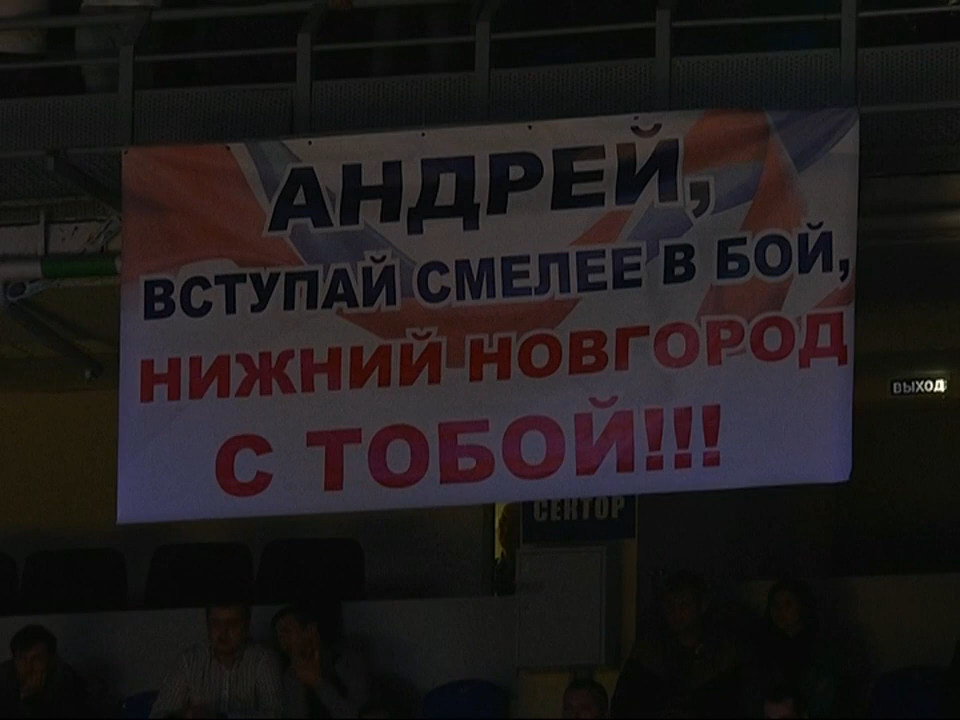 АНДРЕЙ,
ВСТУПАЙ СМЕЛЕЕ В БОЙ,
НИЖНИЙ НОВГОРОД
С ТОБОЙ!!!
ВЫХОД
СЕКТОР